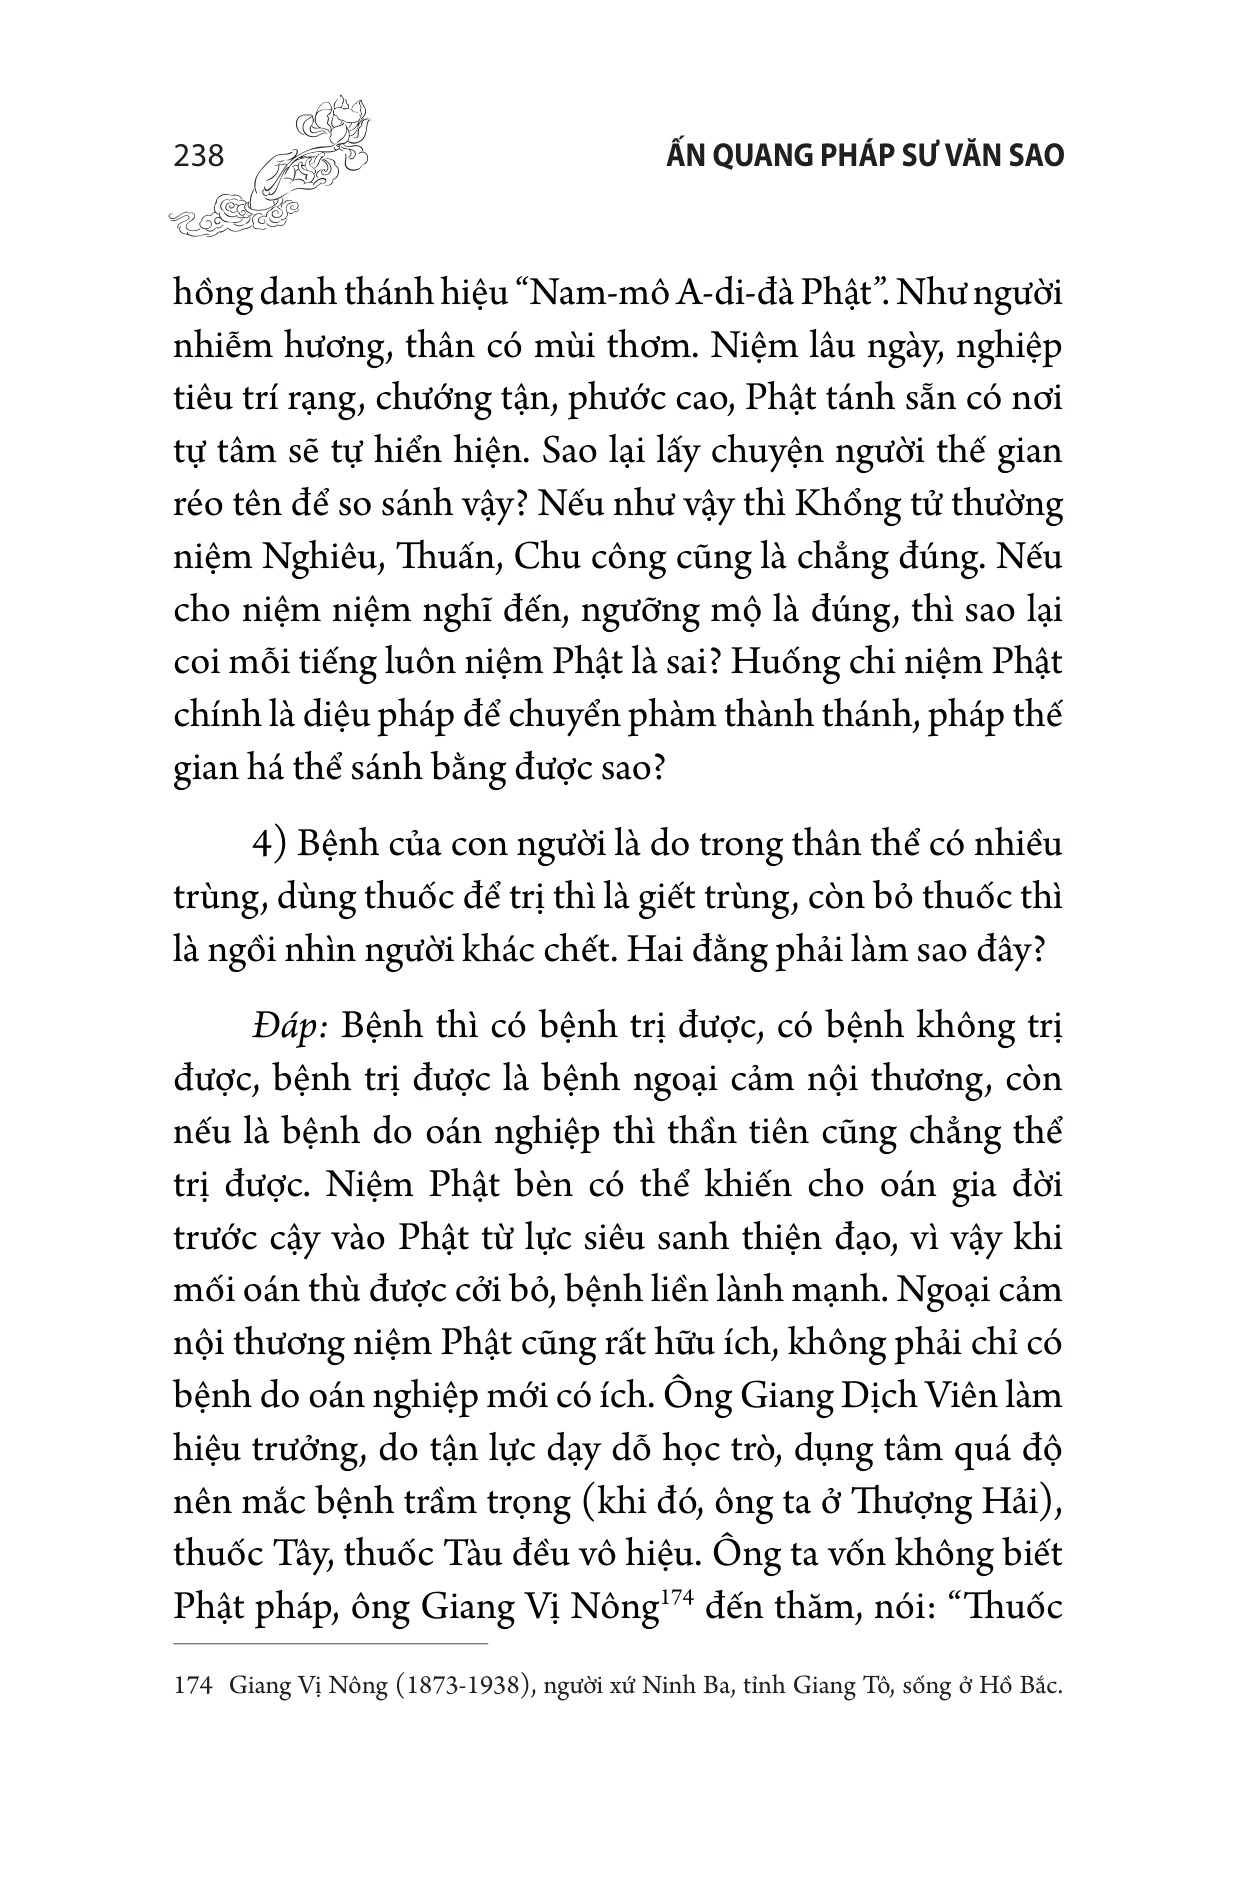 238
ẤN QUANG PHÁP SƯ VĂN SAO
hồng danh thánh hiệu “Nam-mô A-di-đà Phật”. Như người
nhiễm hương, thân có mùi thơm. Niệm lâu ngày, nghiệp
tiêu trí rạng, chướng tận, phước cao, Phật tánh sẵn có nơi
tự tâm sẽ tự hiển hiện. Sao lại lấy chuyện người thế gian
réo tên để so sánh vậy? Nếu như vậy thì Khổng tử thường
niệm Nghiêu, Thuấn, Chu công cũng là chẳng đúng. Nếu
cho niệm niệm nghĩ đến, ngưỡng mộ là đúng, thì sao lại
coi mỗi tiếng luôn niệm Phật là sai? Huống chi niệm Phật
chính là diệu pháp để chuyển phàm thành thánh, pháp thế
gian há thể sánh bằng được sao?
4) Bệnh của con người là do trong thân thể có nhiều
trùng, dùng thuốc để trị thì là giết trùng, còn bỏ thuốc thì
là ngồi nhìn người khác chết. Hai đằng phải làm sao đây?
Đáp: Bệnh thì có bệnh trị được, có bệnh không trị
được, bệnh trị được là bệnh ngoại cảm nội thương, còn
nếu là bệnh do oán nghiệp thì thần tiên cũng chẳng thể
trị được. Niệm Phật bèn có thể khiến cho oán gia đời
trước cậy vào Phật từ lực siêu sanh thiện đạo, vì vậy khi
mối oán thù được cởi bỏ, bệnh liền lành mạnh. Ngoại cảm
nội thương niệm Phật cũng rất hữu ích, không phải chỉ có
bệnh do oán nghiệp mới có ích. Ông Giang Dịch Viên làm
hiệu trưởng, do tận lực dạy dỗ học trò, dụng tâm quá độ
nên mắc bệnh trầm trọng (khi đó, ông ta ở Thượng Hải),
thuốc Tây, thuốc Tàu đều vô hiệu. Ông ta vốn không biết
Phật pháp, ông Giang Vị Nông174 đến thăm, nói: “Thuốc
174 Giang Vị Nông (1873-1938), người xứ Ninh Ba, tỉnh Giang Tô, sống ở Hồ Bắc.